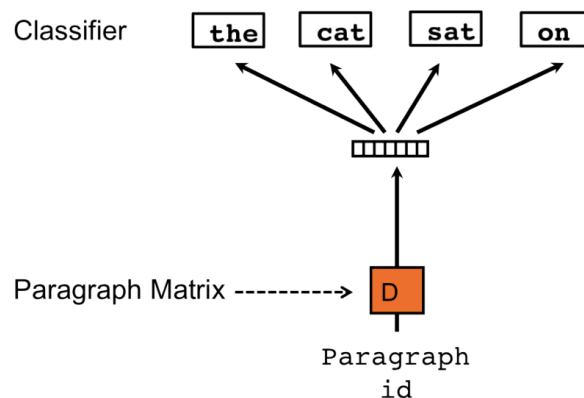 Classifier the cat sat on
Paragraph Matrix D
Paragraph
id